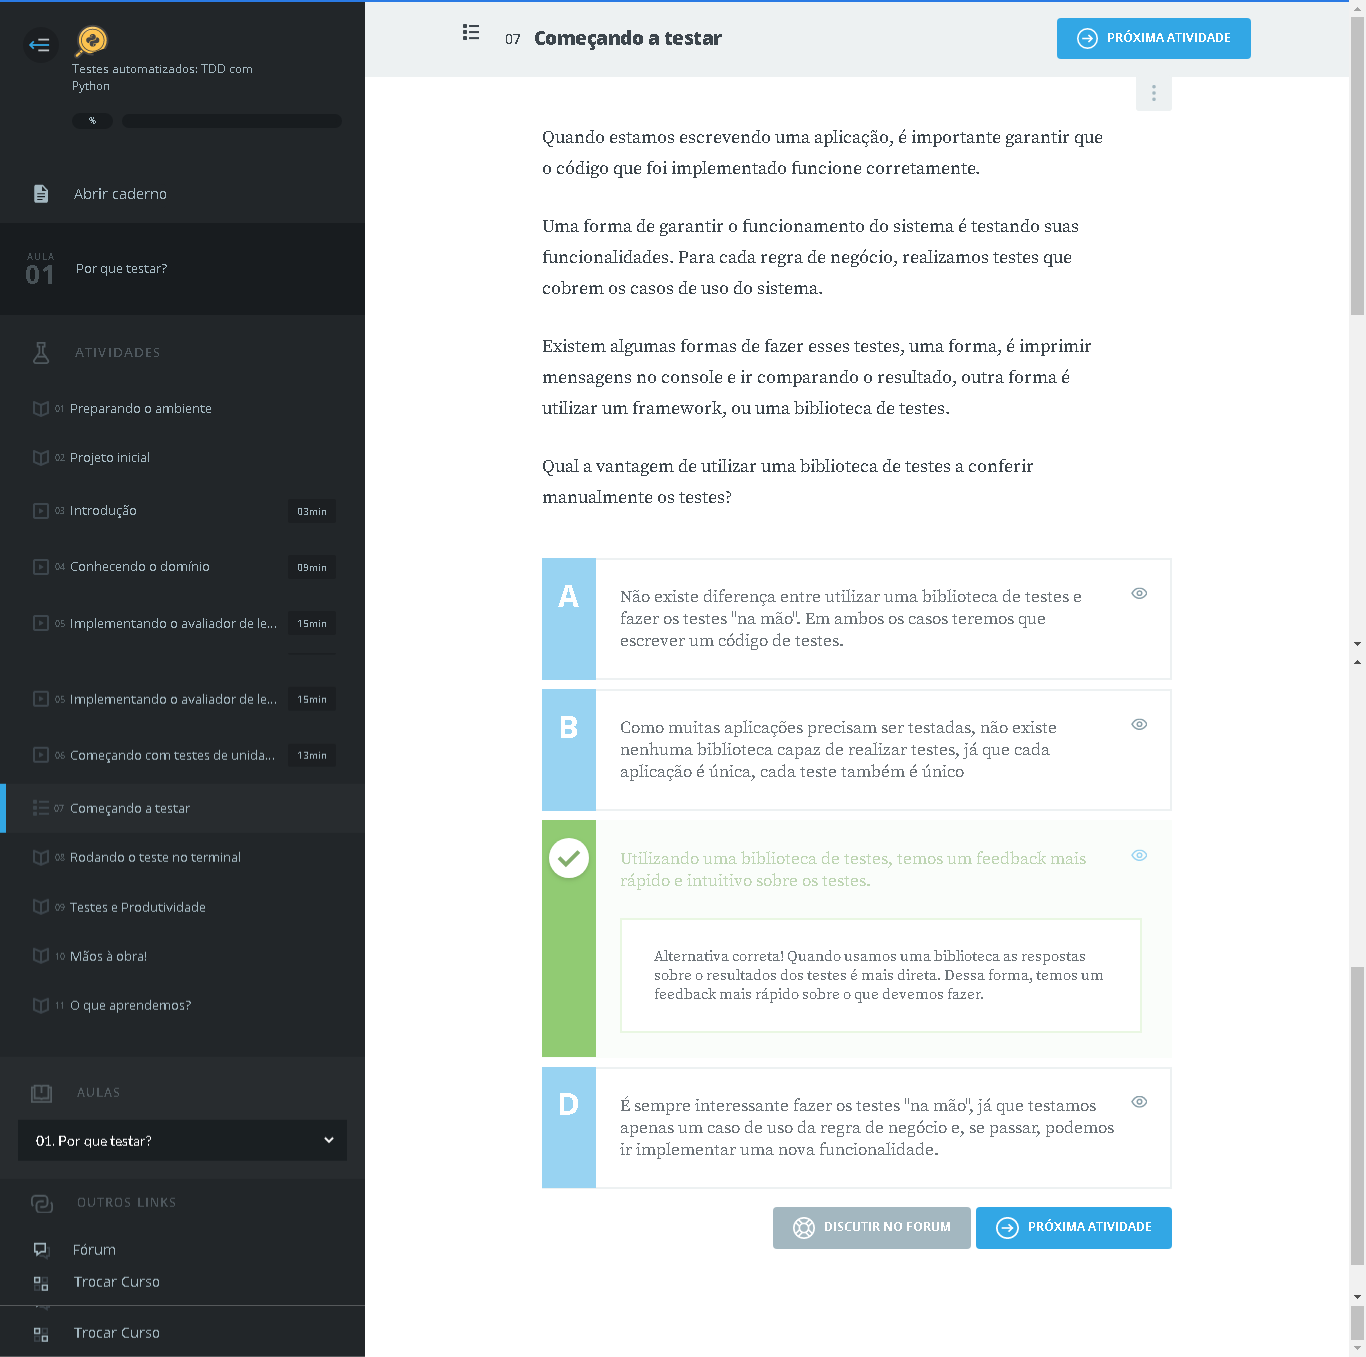 Testes automatizados: TDD com
Python
%
Abrir caderno
AULA
01
Por que testar?
ATIVIDADES
01 Preparando o ambiente
02 Projeto inicial
03 Introdução 03min
04 Conhecendo o domínio 09min
05 Implementando o avaliador de le... 15min
05 Implementando o avaliador de le... 15min
06 Começando com testes de unida... 13min
07 Começando a testar
08 Rodando o teste no terminal
09 Testes e Produtividade
10 Mãos à obra!
11 O que aprendemos?
AULAS
01. Por que testar?
OUTROS LINKS
Fórum
Trocar Curso
Trocar Curso
07 Começando a testar
PRÓXIMA ATIVIDADE
Quando estamos escrevendo uma aplicação, é importante garantir que
o código que foi implementado funcione corretamente.
Uma forma de garantir o funcionamento do sistema é testando suas
funcionalidades. Para cada regra de negócio, realizamos testes que
cobrem os casos de uso do sistema.
Existem algumas formas de fazer esses testes, uma forma, é imprimir
mensagens no console e ir comparando o resultado, outra forma é
utilizar um framework, ou uma biblioteca de testes.
Qual a vantagem de utilizar uma biblioteca de testes a conferir
manualmente os testes?
A
Não existe diferença entre utilizar uma biblioteca de testes e
fazer os testes "na mão". Em ambos os casos teremos que
escrever um código de testes.
B
Como muitas aplicações precisam ser testadas, não existe
nenhuma biblioteca capaz de realizar testes, já que cada
aplicação é única, cada teste também é único
Utilizando uma biblioteca de testes, temos um feedback mais
rápido e intuitivo sobre os testes.
Alternativa correta! Quando usamos uma biblioteca as respostas
sobre o resultados dos testes é mais direta. Dessa forma, temos um
feedback mais rápido sobre o que devemos fazer.
D
É sempre interessante fazer os testes "na mão", já que testamos
apenas um caso de uso da regra de negócio e, se passar, podemos
ir implementar uma nova funcionalidade.
DISCUTIR NO FORUM
PRÓXIMA ATIVIDADE